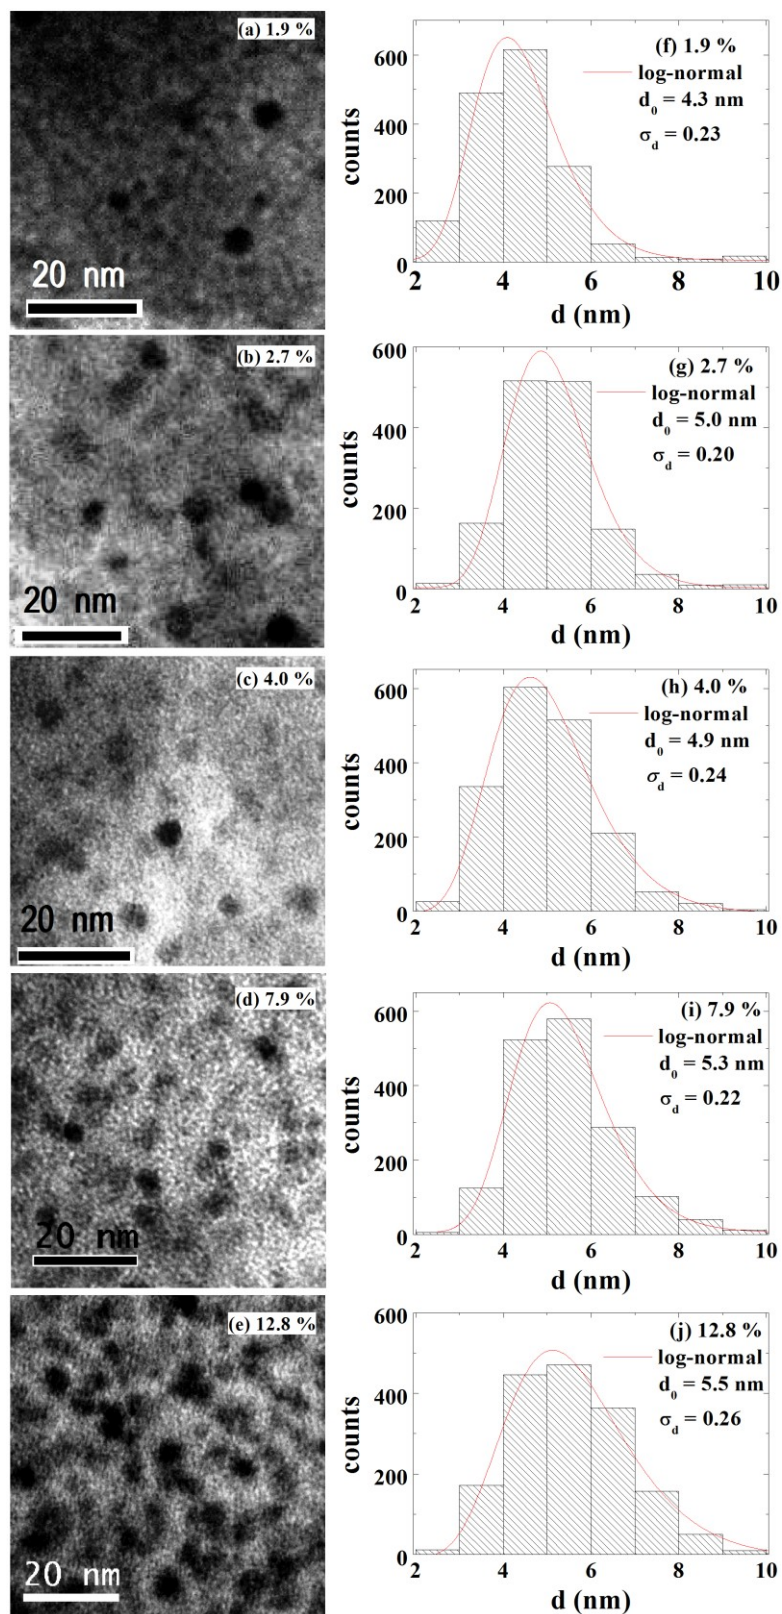 (a) 1.9 %
20 nm
(f) 1.9 %
log-normal
d₀ = 4.3 nm
σd = 0.23
counts
600
400
200
0
2 4 6 8 10
d (nm)
(b) 2.7 %
20 nm
(g) 2.7 %
log-normal
d₀ = 5.0 nm
σd = 0.20
counts
600
400
200
0
2 4 6 8 10
d (nm)
(c) 4.0 %
20 nm
(h) 4.0 %
log-normal
d₀ = 4.9 nm
σd = 0.24
counts
600
400
200
0
2 4 6 8 10
d (nm)
(d) 7.9 %
20 nm
(i) 7.9 %
log-normal
d₀ = 5.3 nm
σd = 0.22
counts
600
400
200
0
2 4 6 8 10
d (nm)
(e) 12.8 %
20 nm
(j) 12.8 %
log-normal
d₀ = 5.5 nm
σd = 0.26
counts
600
400
200
0
2 4 6 8 10
d (nm)